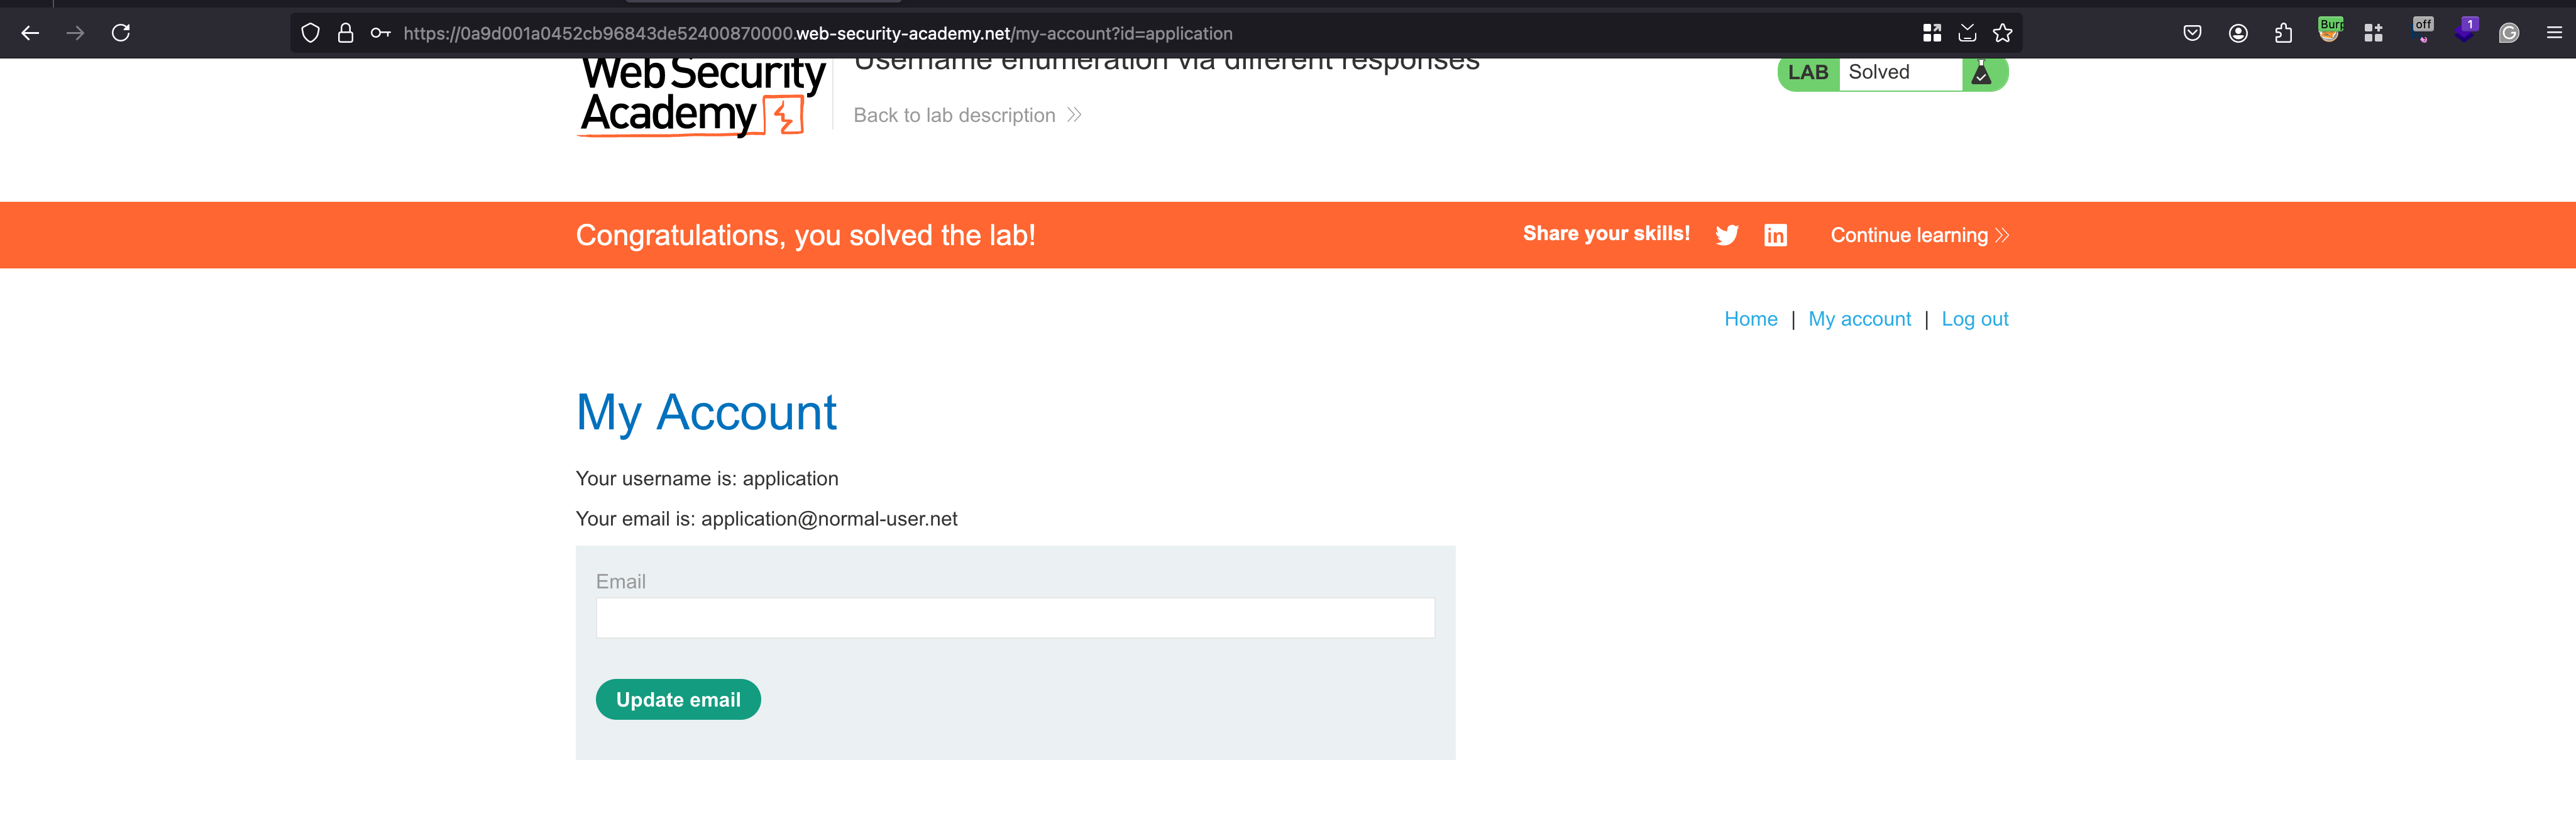 https://0a9d001a0452cb96843de52400870000.web-security-academy.net/my-account?id=application
Burp
off
1
Web Security
Academy
Username enumeration via different responses
Back to lab description
LAB Solved
Congratulations, you solved the lab!
Share your skills!
in
Continue learning
Home | My account | Log out
My Account
Your username is: application
Your email is: application@normal-user.net
Email
Update email